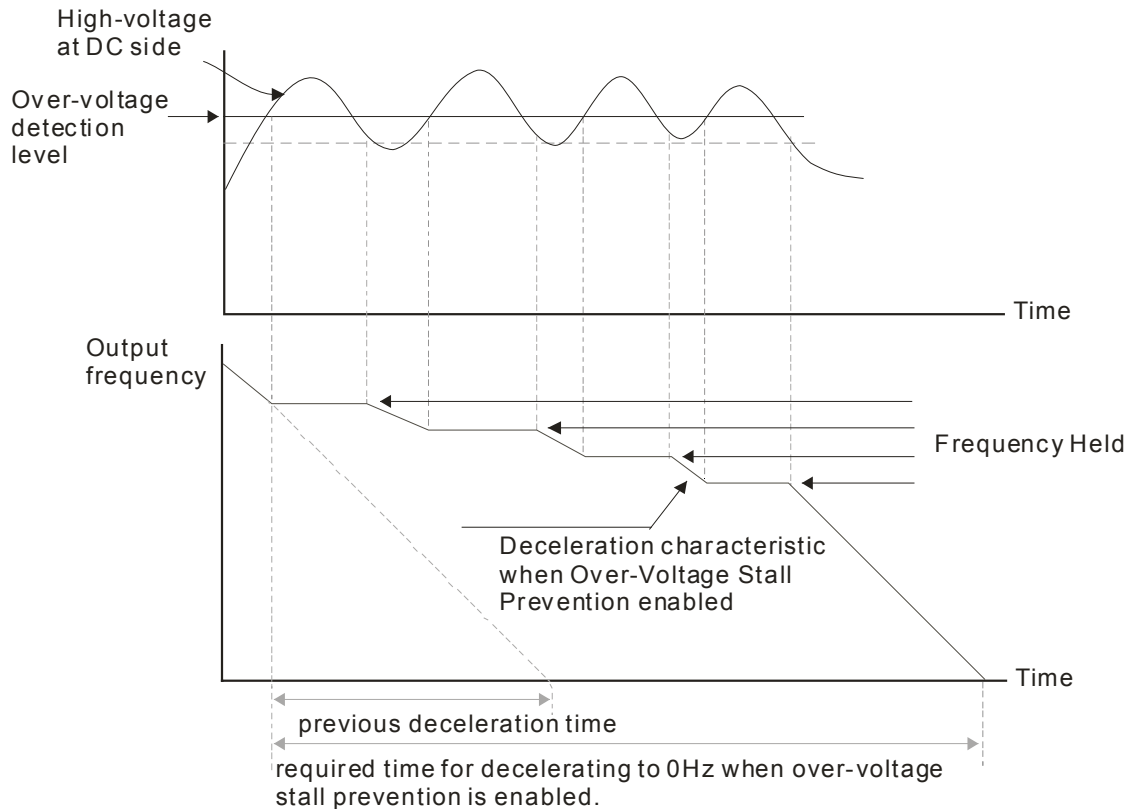 High-voltage
at DC side
Over-voltage
detection
level
Time
Output
frequency
Frequency Held
Deceleration characteristic
when Over-Voltage Stall
Prevention enabled
Time
previous deceleration time
required time for decelerating to 0Hz when over-voltage
stall prevention is enabled.